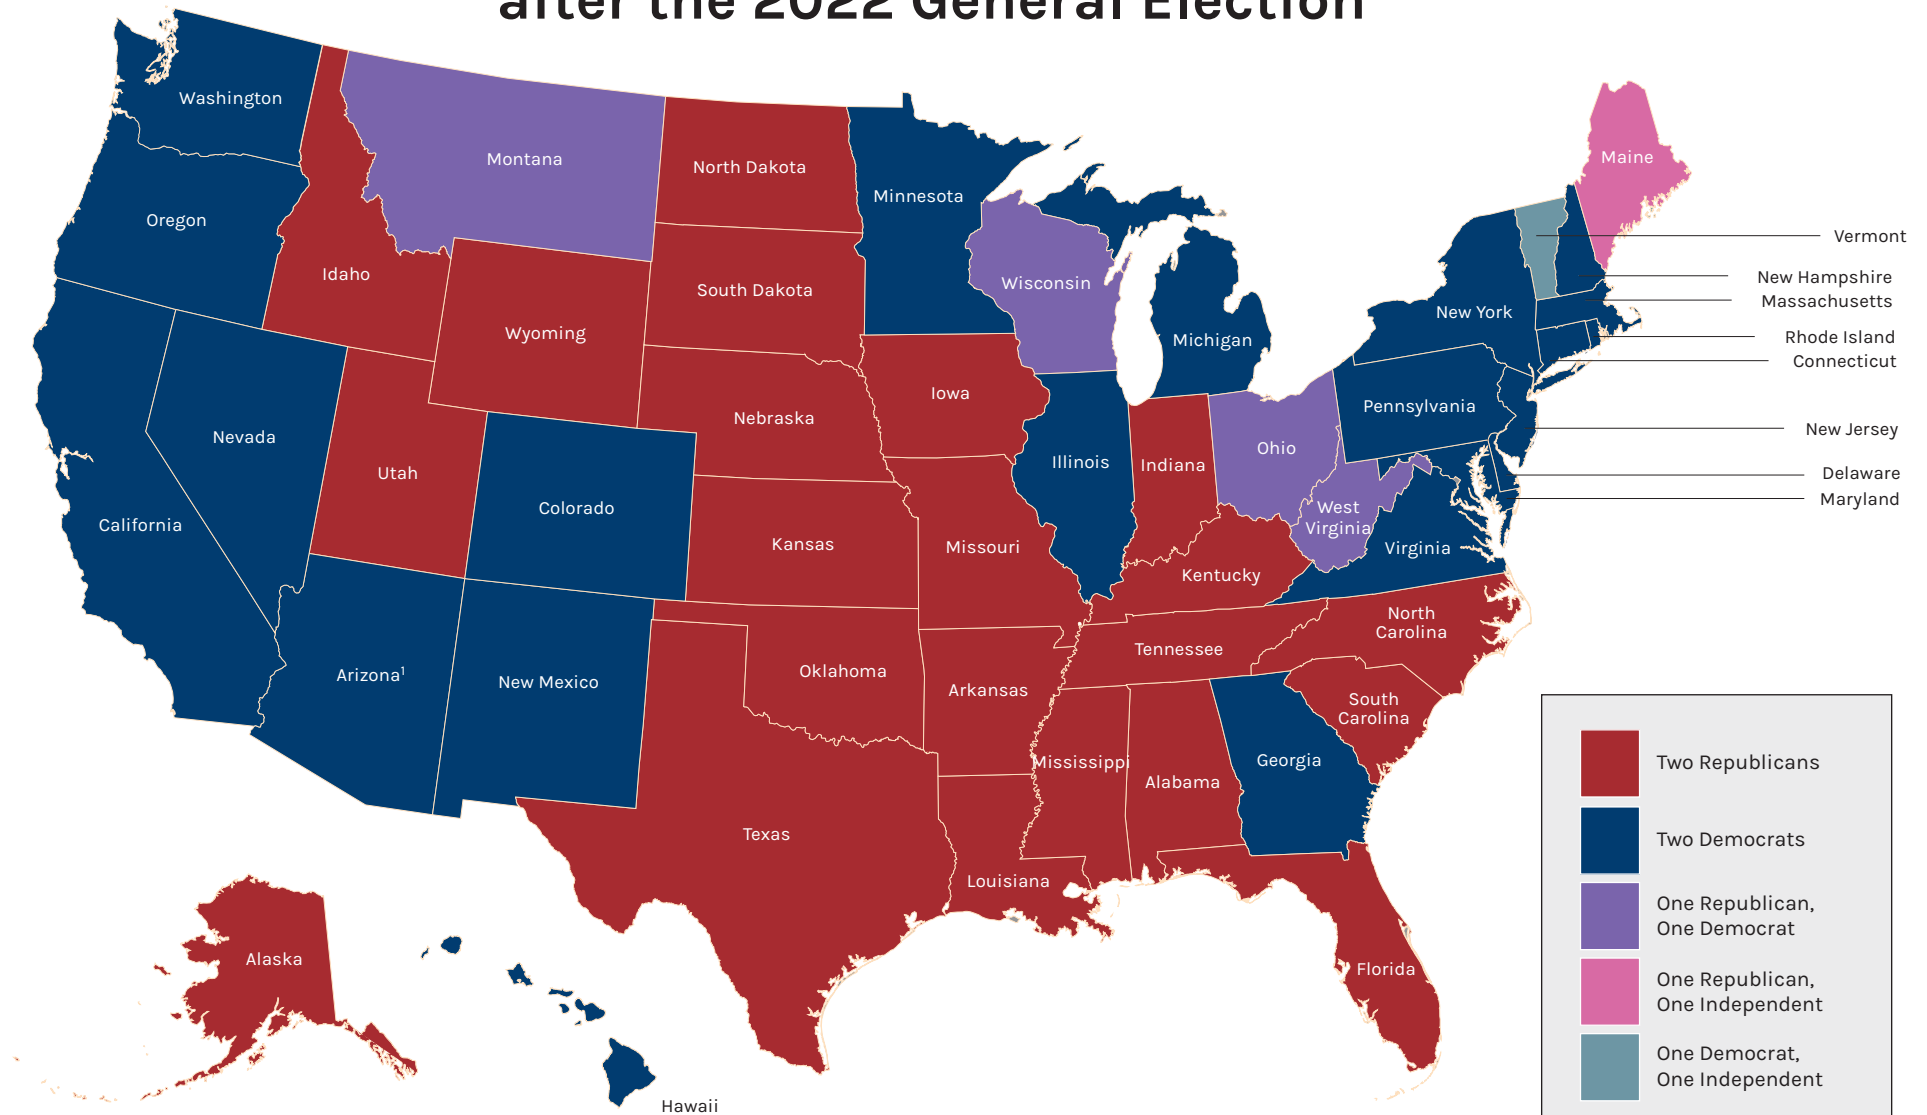 after the 2022 General Election
Washington
Montana
North Dakota
Minnesota
Maine
Oregon
Idaho
Vermont
Wyoming
South Dakota
Wisconsin
Michigan
New York
New Hampshire
Massachusetts
Rhode Island
Connecticut
Nevada
Utah
Nebraska
Iowa
Pennsylvania
New Jersey
California
Colorado
Illinois
Indiana
Ohio
Delaware
Maryland
Kansas
Missouri
West
Virginia
Virginia
Kentucky
North
Carolina
Arizona¹
New Mexico
Oklahoma
Arkansas
Tennessee
South
Carolina
Mississippi
Alabama
Georgia
Texas
Louisiana
Florida
Alaska
Hawaii
Two Republicans
Two Democrats
One Republican,
One Democrat
One Republican,
One Independent
One Democrat,
One Independent